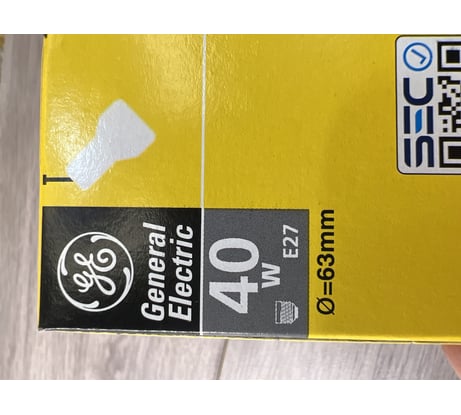 SEC
GE
General
Electric
40
W
E27
Ø=63mm